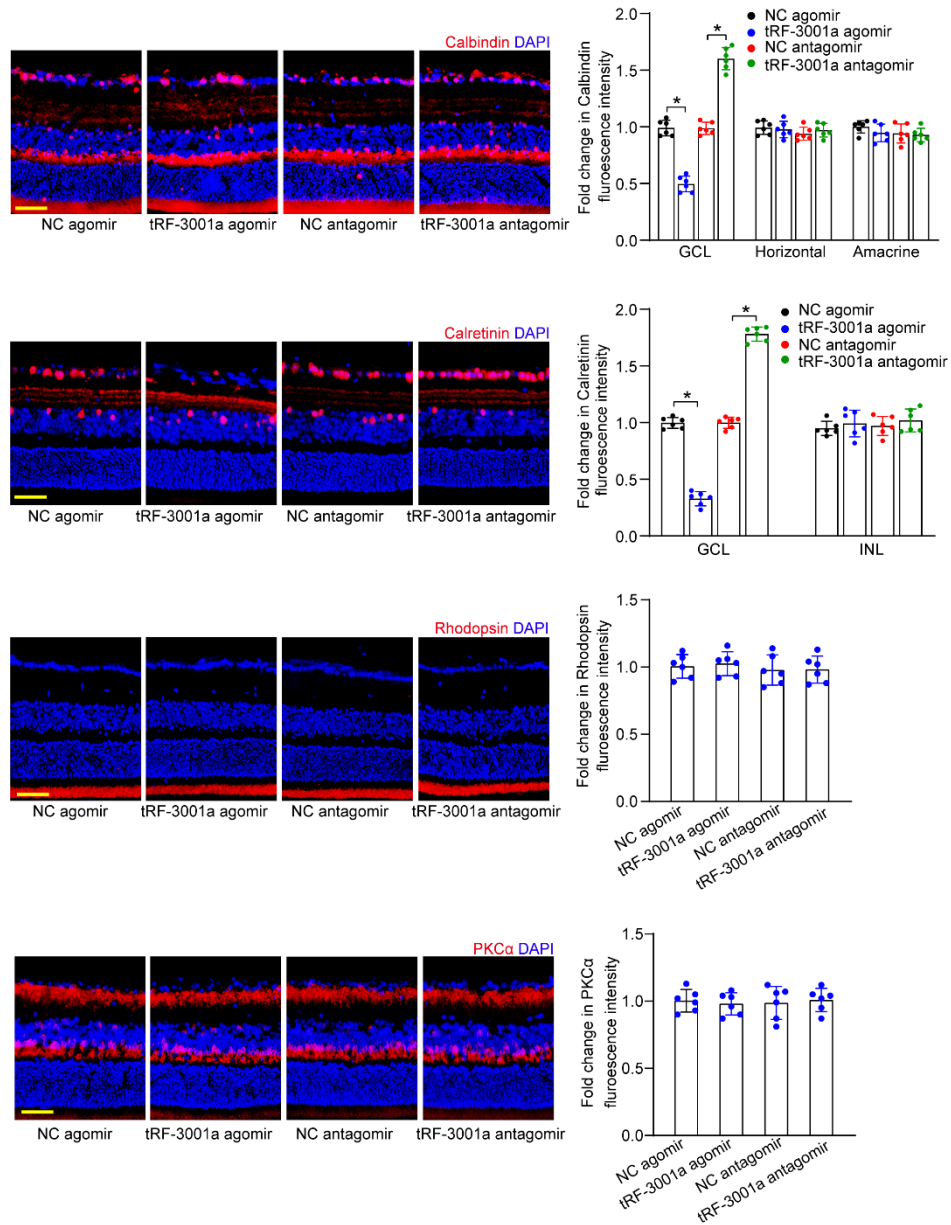 Calbindin DAPI
NC agomir
tRF-3001a agomir
NC antagomir
tRF-3001a antagomir
Fold change in Calbindin
fluroescence intensity
2.0
1.5
1.0
0.5
0.0
NC agomir
tRF-3001a agomir
NC antagomir
tRF-3001a antagomir
*
*
GCL
Horizontal
Amacrine
Calretinin DAPI
NC agomir
tRF-3001a agomir
NC antagomir
tRF-3001a antagomir
Fold change in Calretinin
fluroescence intensity
2.0
1.5
1.0
0.5
0.0
NC agomir
tRF-3001a agomir
NC antagomir
tRF-3001a antagomir
*
*
GCL
INL
Rhodopsin DAPI
NC agomir
tRF-3001a agomir
NC antagomir
tRF-3001a antagomir
Fold change in Rhodopsin
fluroescence intensity
1.5
1.0
0.5
0.0
NC agomir
tRF-3001a agomir
NC antagomir
tRF-3001a antagomir
PKCα DAPI
NC agomir
tRF-3001a agomir
NC antagomir
tRF-3001a antagomir
Fold change in PKCα
fluroescence intensity
1.5
1.0
0.5
0.0
NC agomir
tRF-3001a agomir
NC antagomir
tRF-3001a antagomir